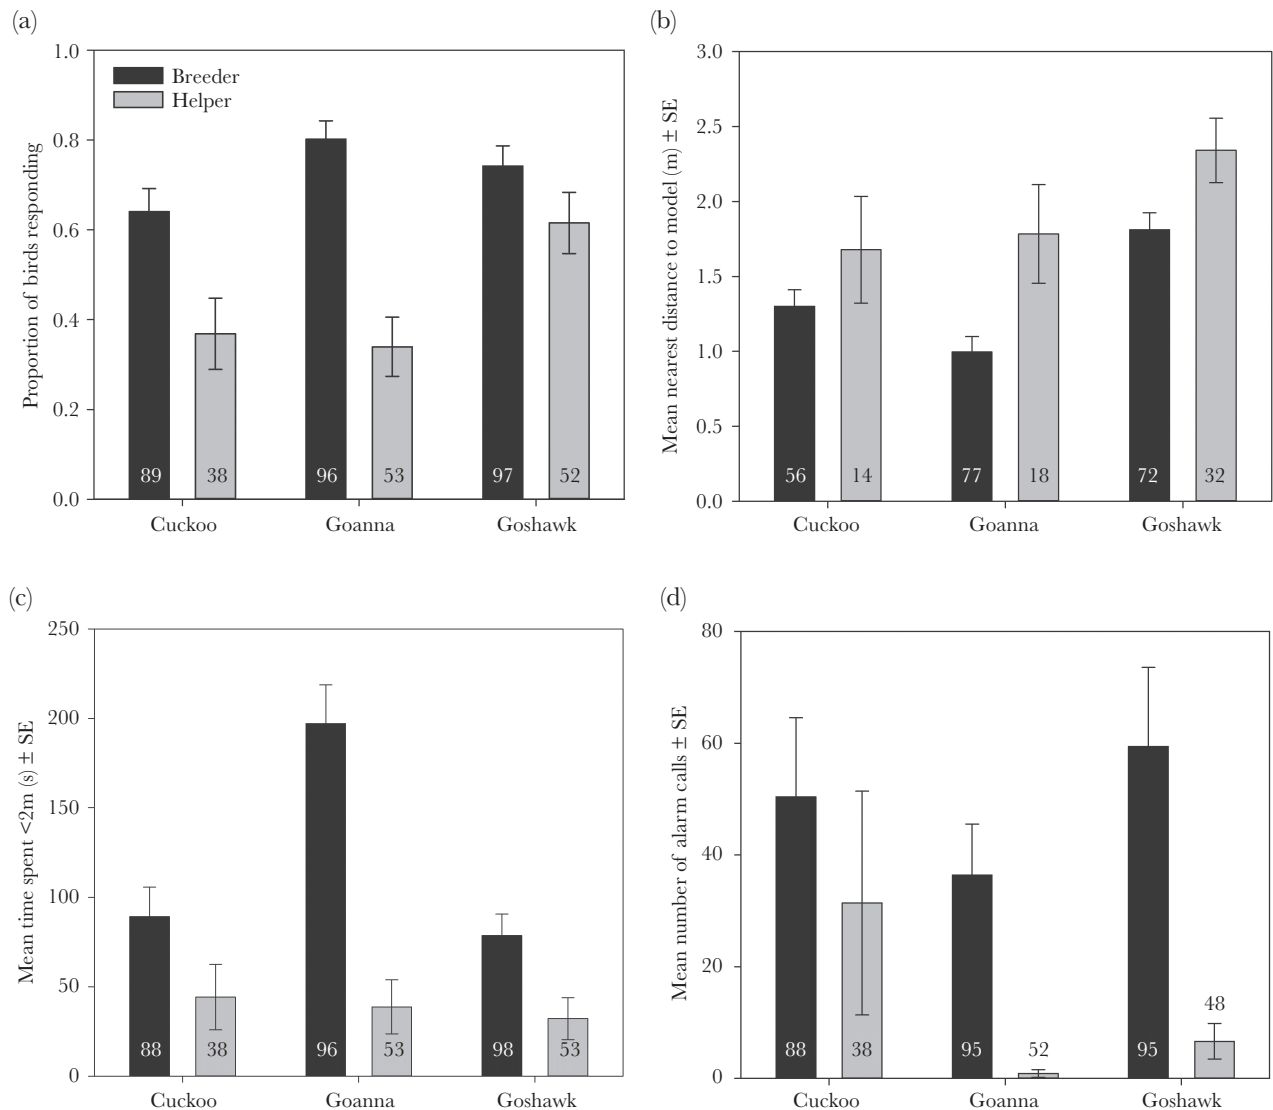 (a)
Proportion of birds responding
1.0
0.8
0.6
0.4
0.2
0.0
Breeder
Helper
89
38
96
53
97
52
Cuckoo
Goanna
Goshawk
(b)
Mean nearest distance to model (m) ± SE
3.0
2.5
2.0
1.5
1.0
0.5
0.0
56
14
77
18
72
32
Cuckoo
Goanna
Goshawk
(c)
Mean time spent <2m (s) ± SE
250
200
150
100
50
0
88
38
96
53
98
53
Cuckoo
Goanna
Goshawk
(d)
Mean number of alarm calls ± SE
80
60
40
20
0
88
38
95
52
95
48
Cuckoo
Goanna
Goshawk